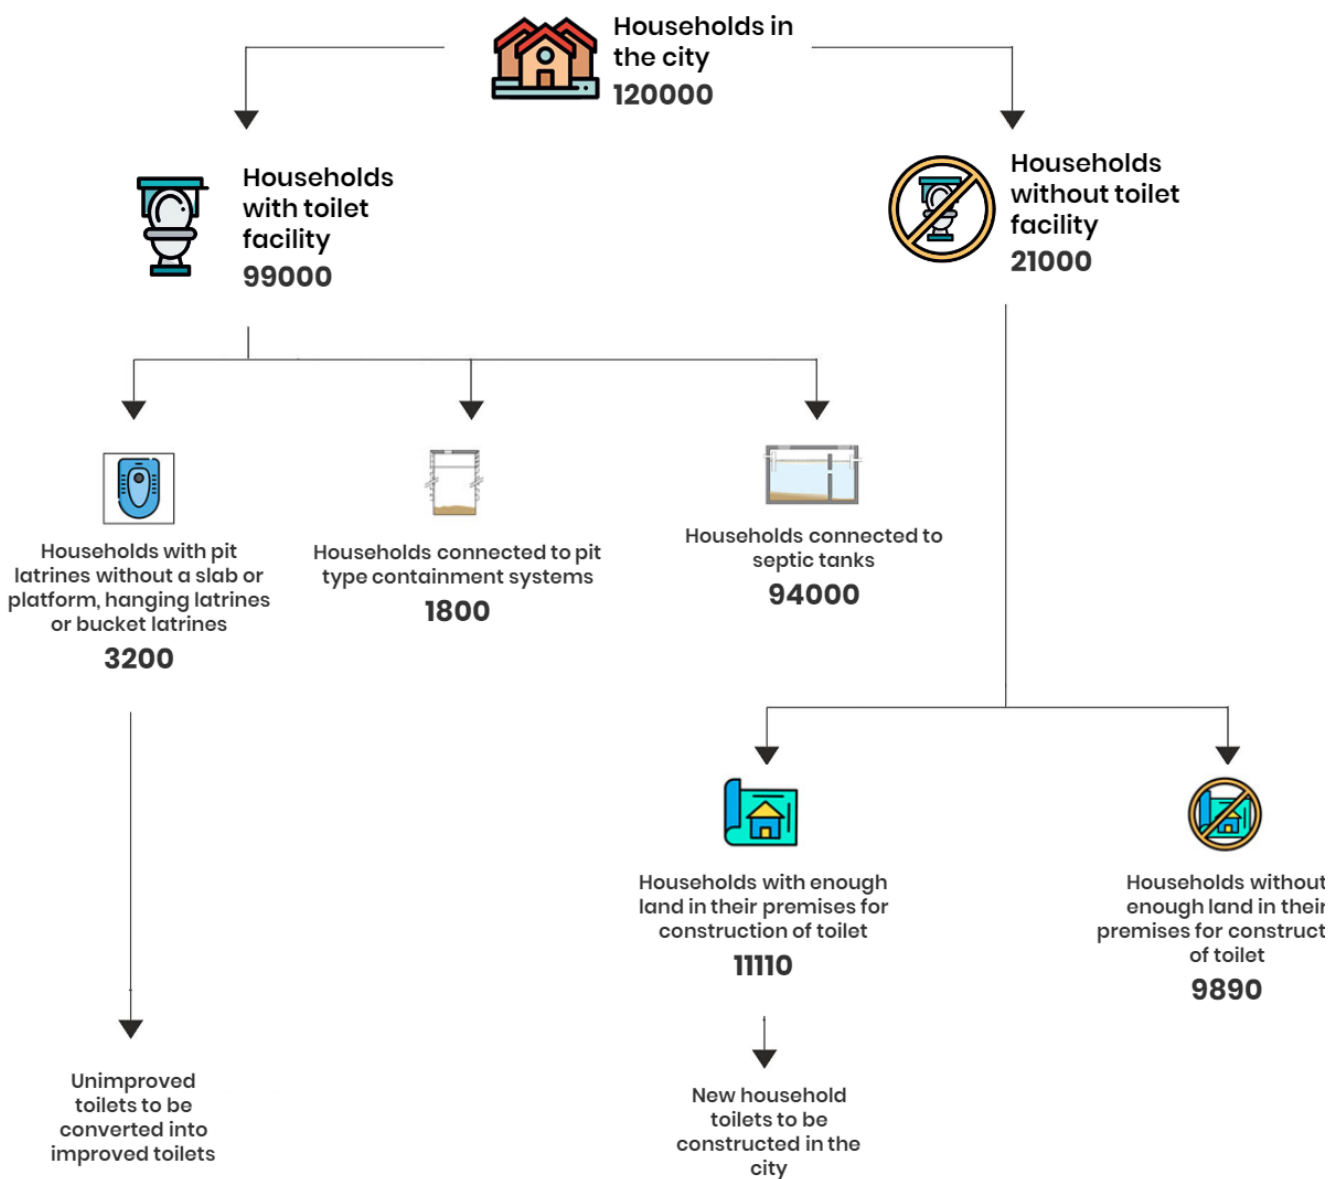 Households in
the city
120000
Households
with toilet
facility
99000
Households
without toilet
facility
21000
Households with pit
latrines without a slab or
platform, hanging latrines
or bucket latrines
3200
Households connected to pit
type containment systems
1800
Households connected to
septic tanks
94000
Households with enough
land in their premises for
construction of toilet
11110
Households without
enough land in their
premises for construct
of toilet
9890
Unimproved
toilets to be
converted into
improved toilets
New household
toilets to be
constructed in the
city